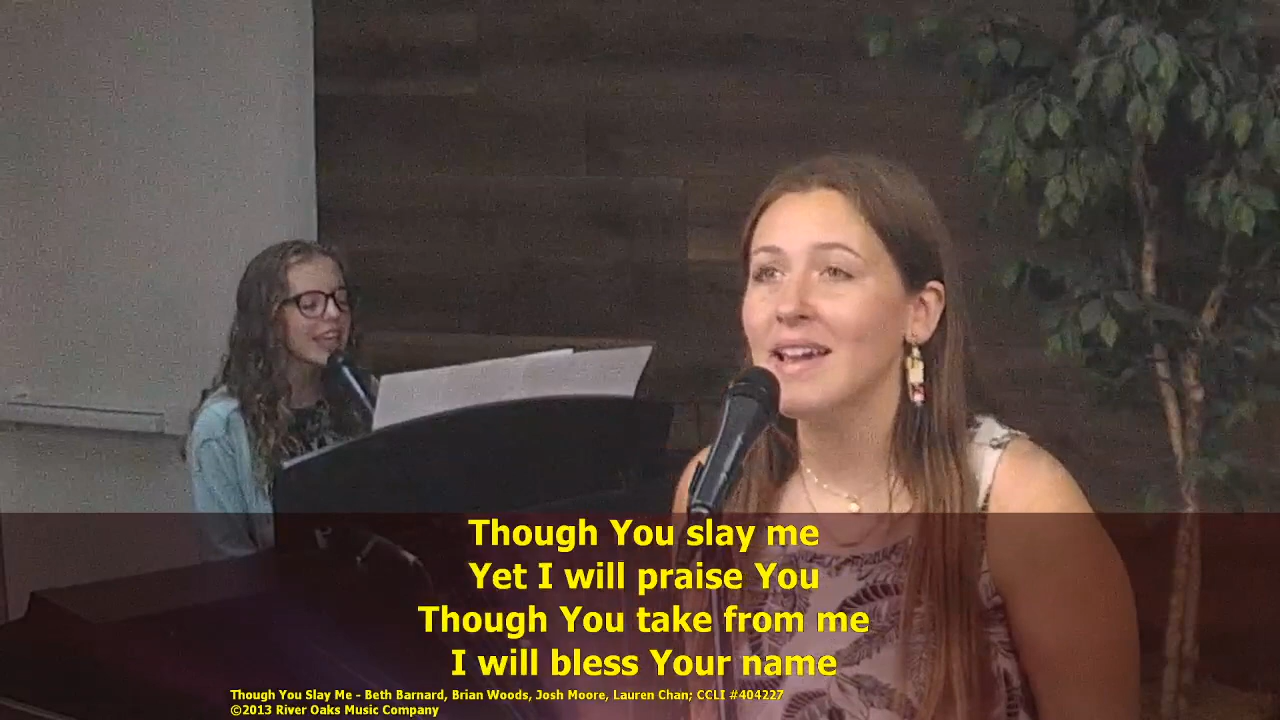 Though You slay me
Yet I will praise You
Though You take from me
I will bless Your name
Though You Slay Me - Beth Barnard, Brian Woods, Josh Moore, Lauren Chan; CCLI #404227
©2013 River Oaks Music Company